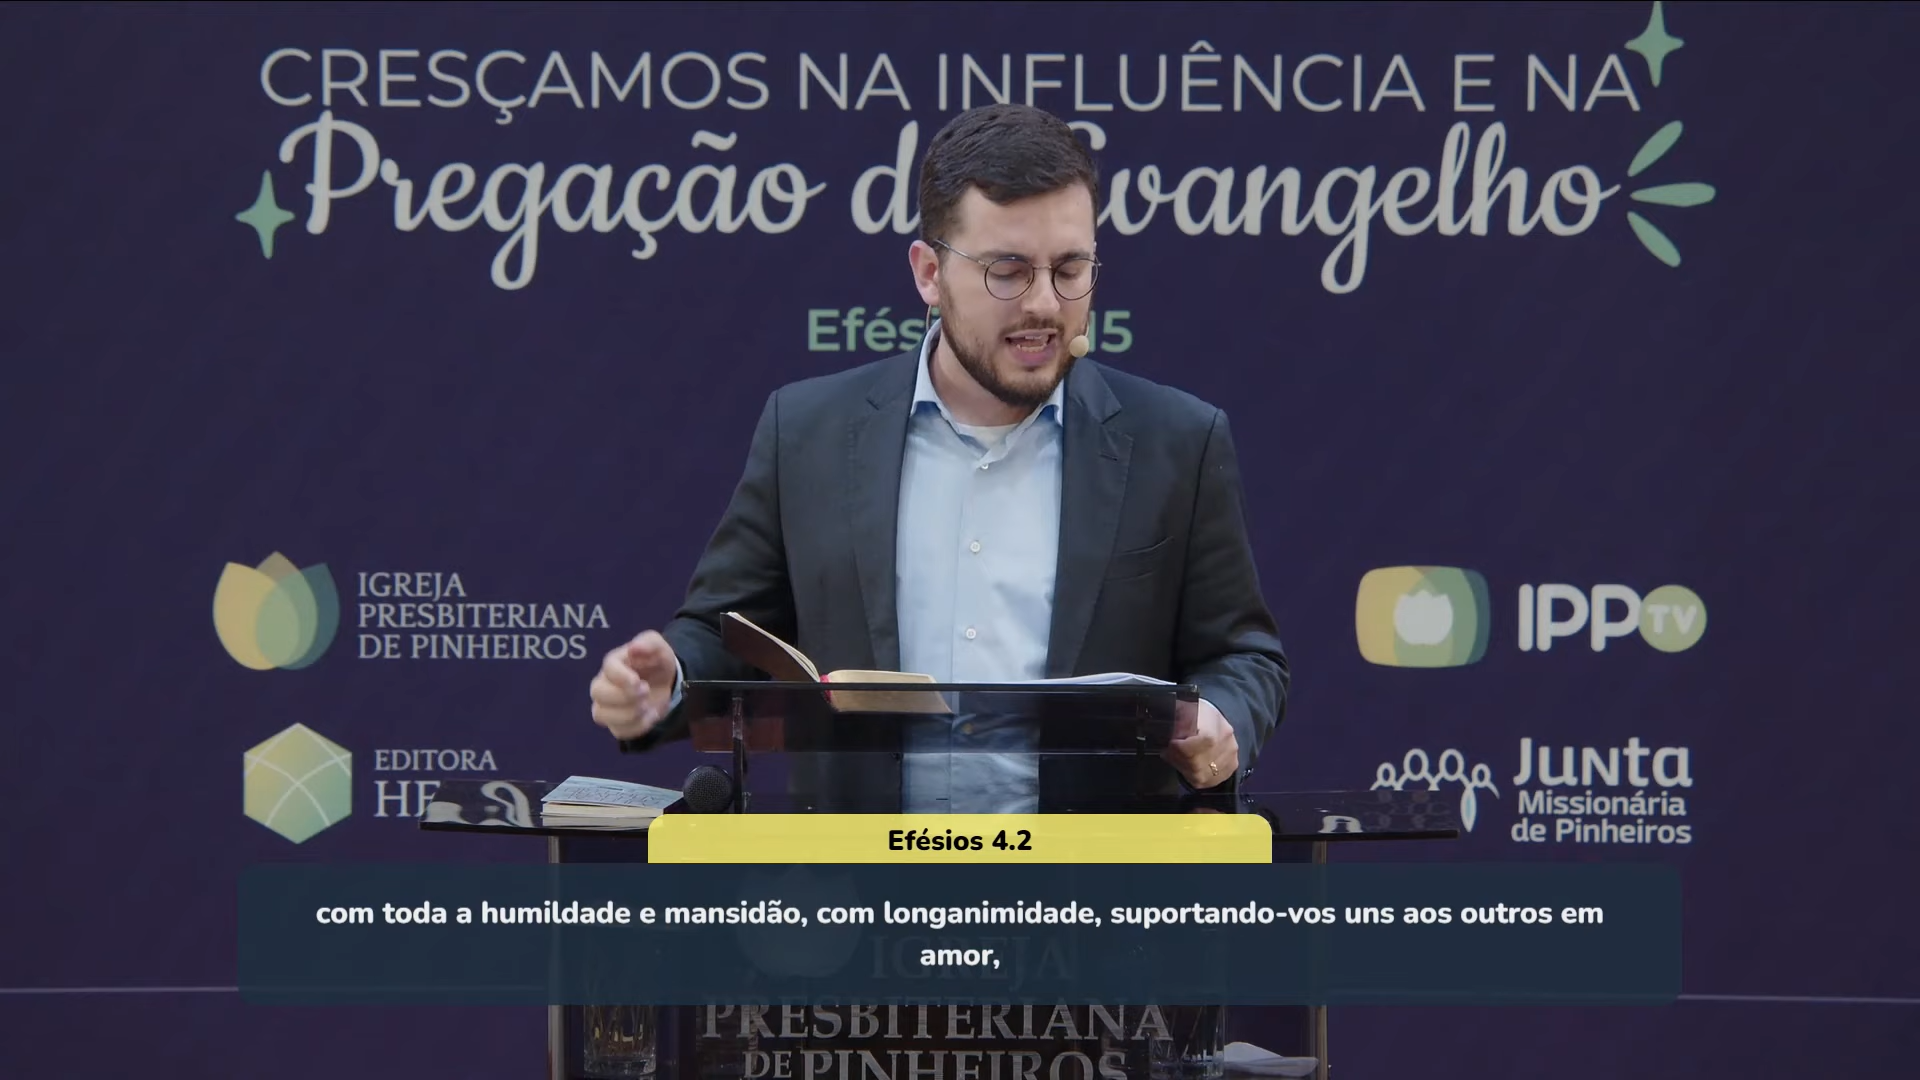 CRESÇAMOS NA INFLUÊNCIA E NA
Pregação d Evangelho
Efés 15
IGREJA
PRESBITERIANA
DE PINHEIROS
IPP TV
EDITORA
HE
Junta
Missionária
de Pinheiros
Efésios 4.2
com toda a humildade e mansidão, com longanimidade, suportando-vos uns aos outros em
amor,
IGREJA
PRESBITERIANA
DE PINHEIROS